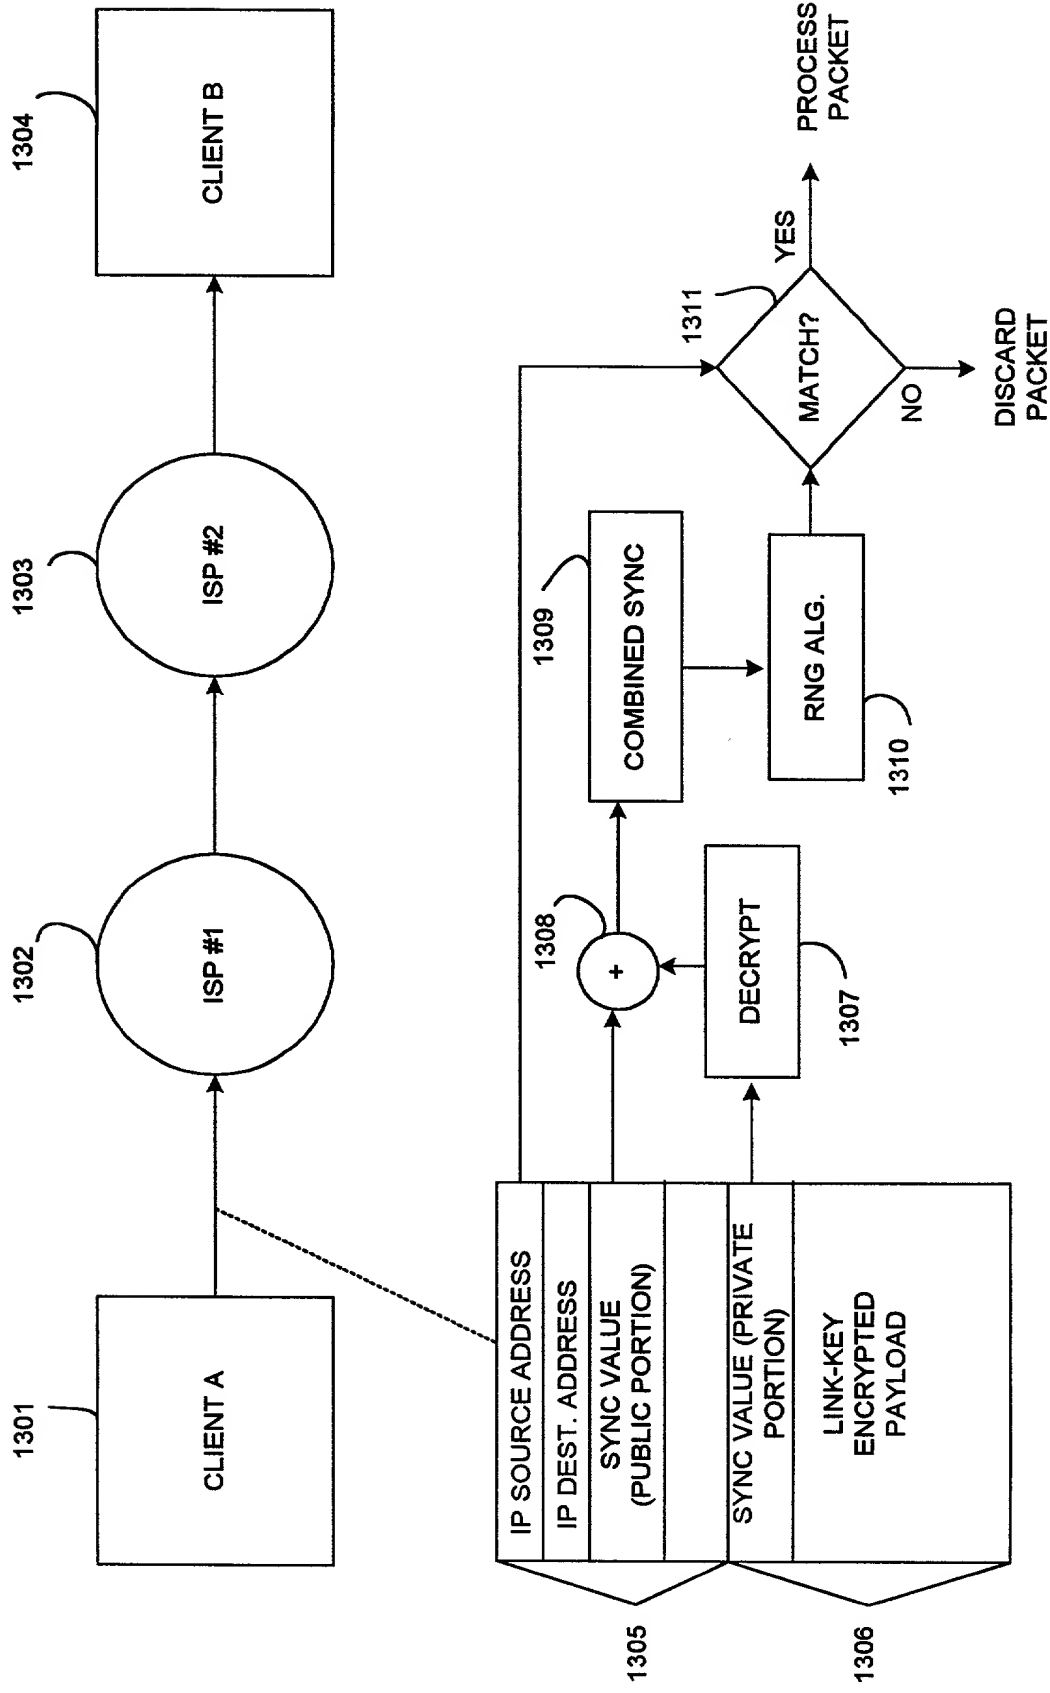 1301
CLIENT A
1302
ISP #1
1303
ISP #2
1304
CLIENT B
IP SOURCE ADDRESS
IP DEST. ADDRESS
SYNC VALUE
(PUBLIC PORTION)
SYNC VALUE (PRIVATE
PORTION)
LINK-KEY
ENCRYPTED
PAYLOAD
1305
1306
DECRYPT
1307
+
1308
COMBINED SYNC
1309
RNG ALG.
1310
MATCH?
1311
YES
PROCESS
PACKET
NO
DISCARD
PACKET